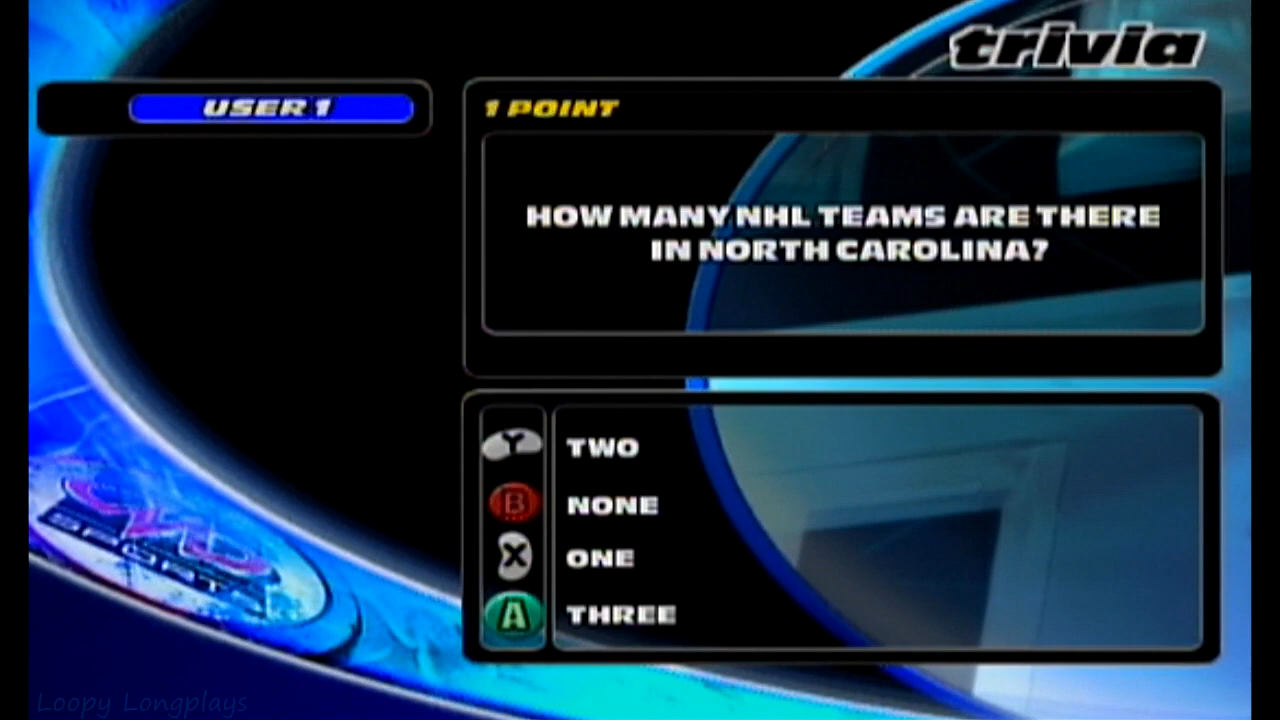 trivia
USER 1
1 POINT
HOW MANY NHL TEAMS ARE THERE
IN NORTH CAROLINA?
Y TWO
B NONE
X ONE
A THREE
SPORTS
Loopy Longplays